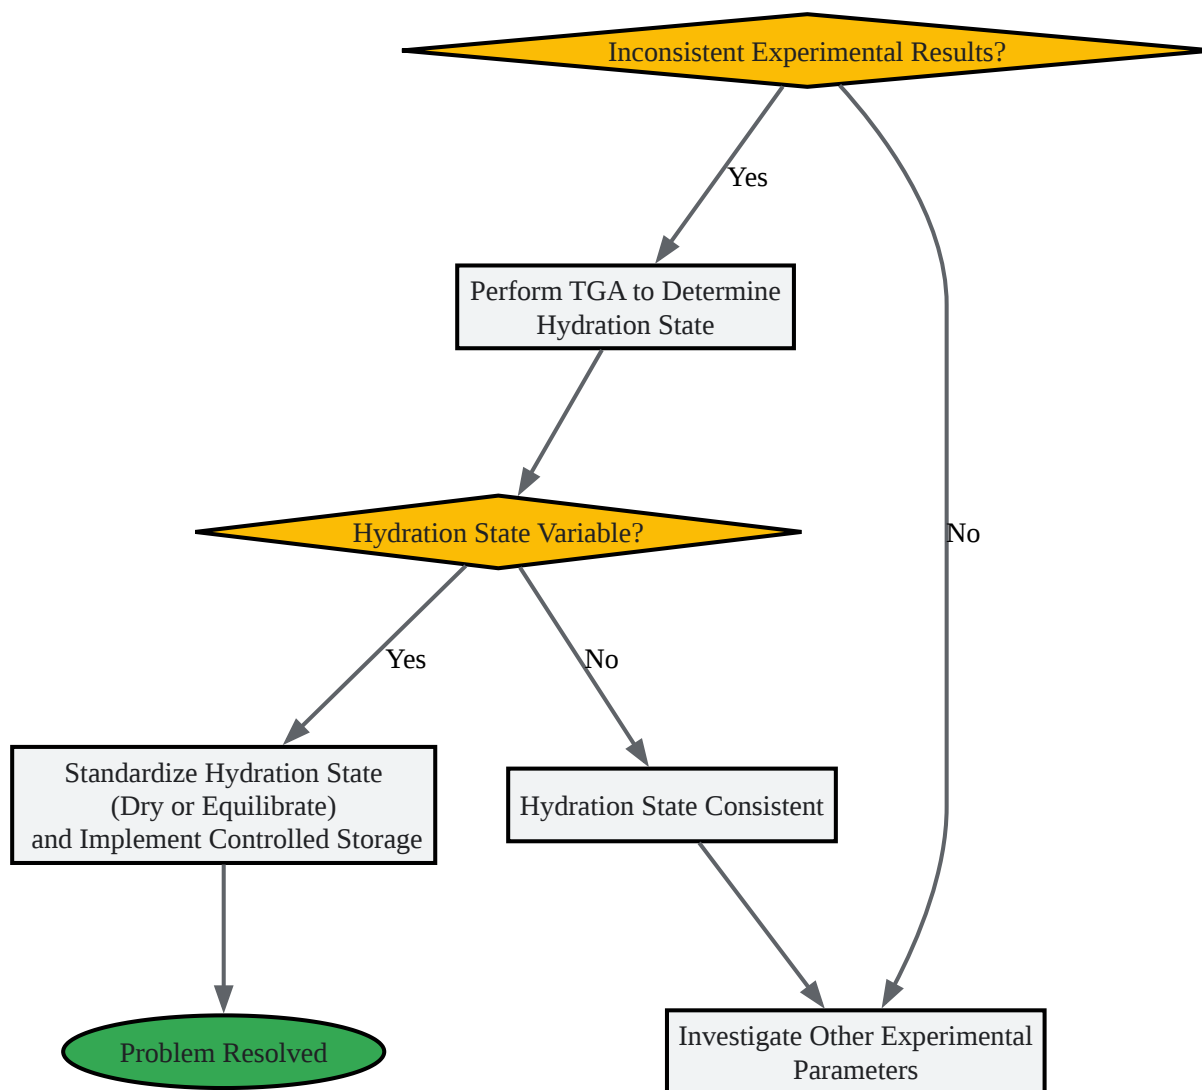 Inconsistent Experimental Results?
Yes
Perform TGA to Determine
Hydration State
Hydration State Variable?
No
Yes
No
Standardize Hydration State
(Dry or Equilibrate)
and Implement Controlled Storage
Hydration State Consistent
Problem Resolved
Investigate Other Experimental
Parameters